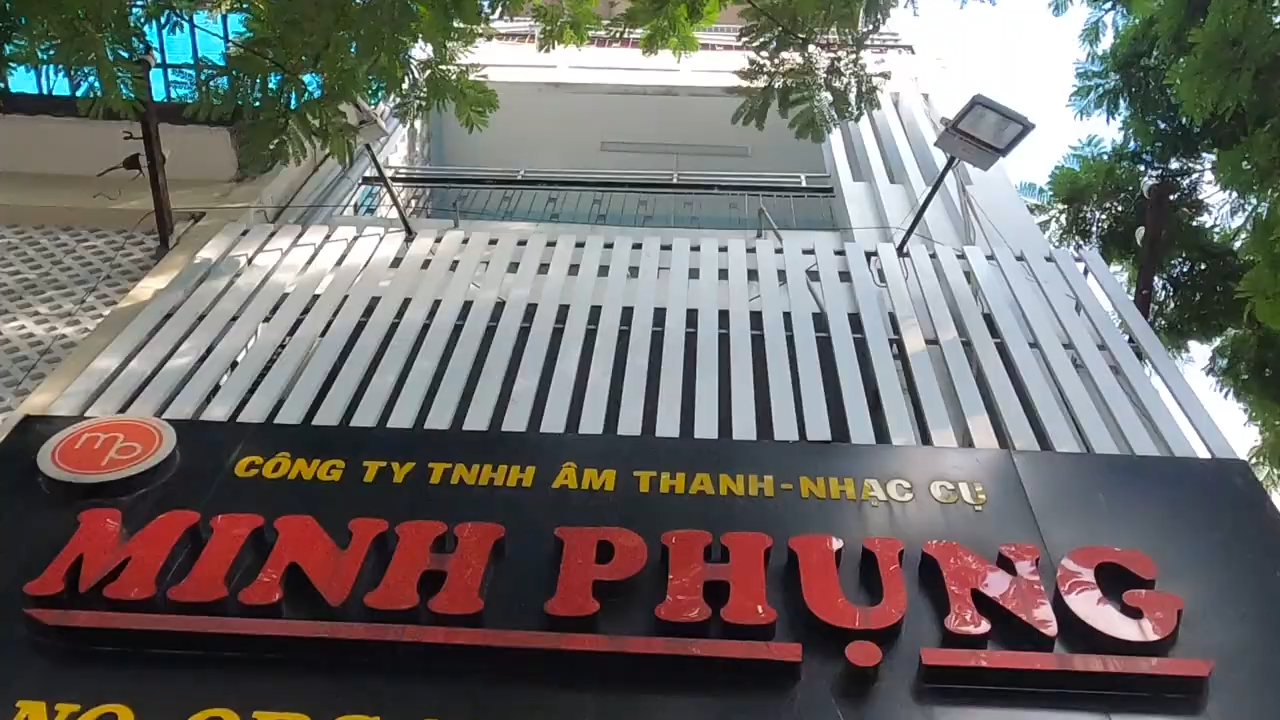 mp
CÔNG TY TNHH ÂM THANH-NHẠC CỤ
MINH PHỤNG